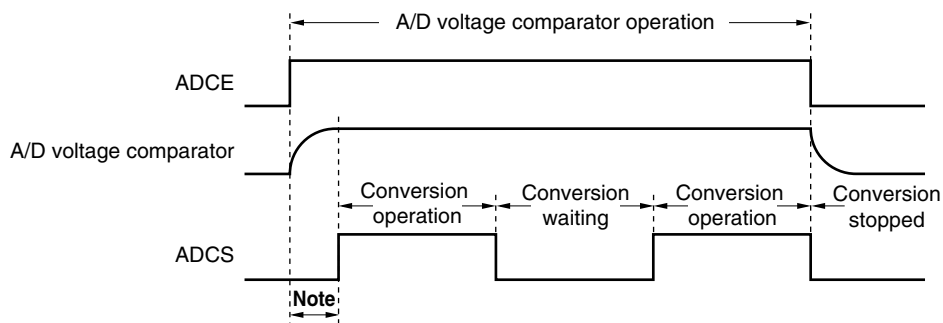 A/D voltage comparator operation
ADCE
A/D voltage comparator
Conversion
operation
Conversion
waiting
Conversion
operation
Conversion
stopped
ADCS
Note